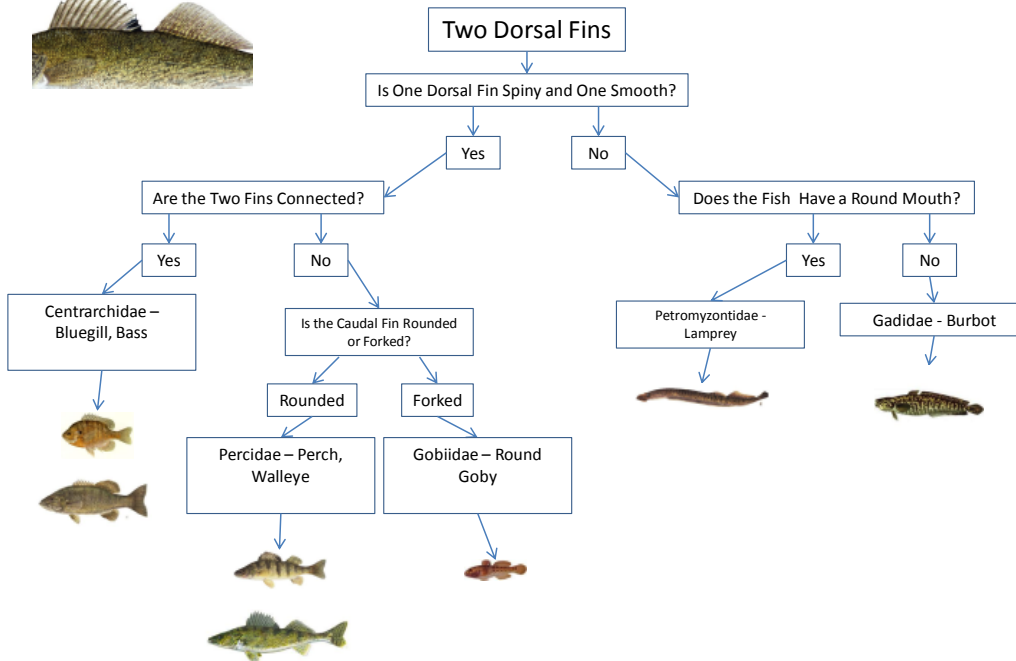 Two Dorsal Fins
Is One Dorsal Fin Spiny and One Smooth?
Yes
No
Are the Two Fins Connected?
Does the Fish Have a Round Mouth?
Yes
No
Yes
No
Centrarchidae –
Bluegill, Bass
Is the Caudal Fin Rounded
or Forked?
Petromyzontidae -
Lamprey
Gadidae - Burbot
Rounded
Forked
Percidae – Perch,
Walleye
Gobiidae – Round
Goby